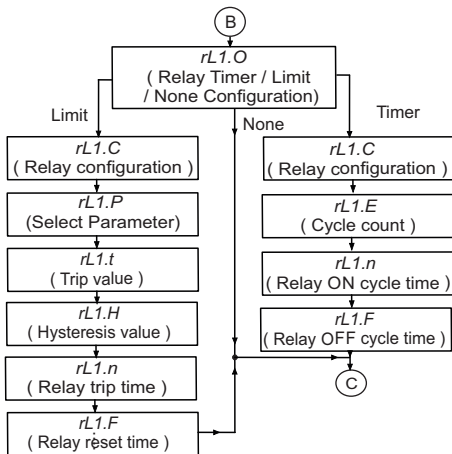 B
rL1.O
( Relay Timer / Limit
/ None Configuration)
Limit
None
Timer
rL1.C
( Relay configuration )
rL1.P
(Select Parameter)
rL1.t
( Trip value )
rL1.H
( Hysteresis value )
rL1.n
( Relay trip time )
rL1.F
( Relay reset time )
rL1.C
( Relay configuration )
rL1.E
( Cycle count )
rL1.n
( Relay ON cycle time )
rL1.F
( Relay OFF cycle time )
C